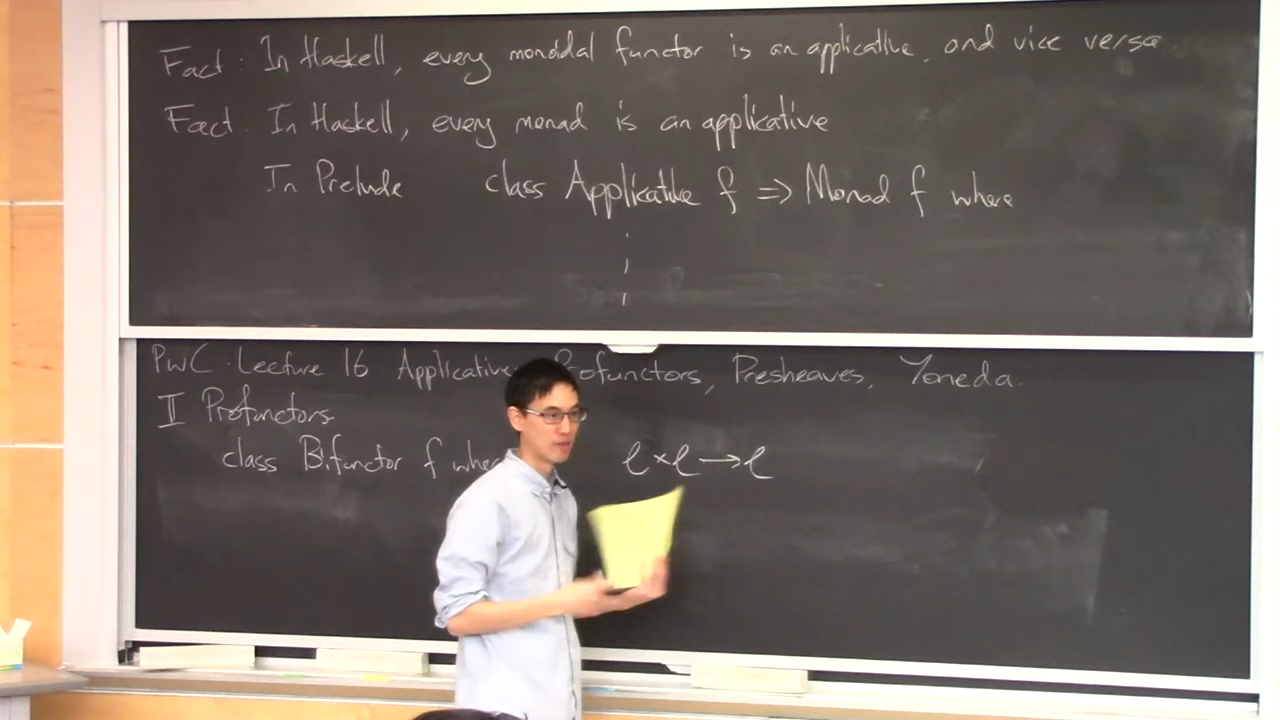 Fact: In Haskell, every monoidal functor is an applicative, and vice versa
Fact: In Haskell, every monad is an applicative
In Prelude class Applicative f => Monad f where
PwC Lecture 16 Applicative, Profunctors, Presheaves, Yoneda.
II Profunctors
class Bifunctor f where
C×C→C